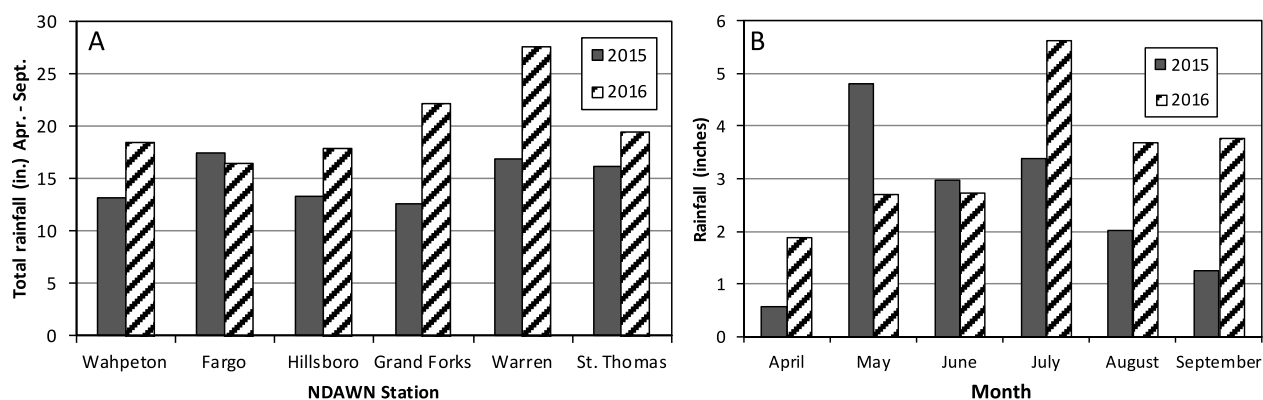 A
2015
2016
Total rainfall (in.) Apr. - Sept.
30
25
20
15
10
5
0
Wahpeton Fargo Hillsboro Grand Forks Warren St. Thomas
NDAWN Station
B
2015
2016
Rainfall (inches)
6
5
4
3
2
1
0
April May June July August September
Month